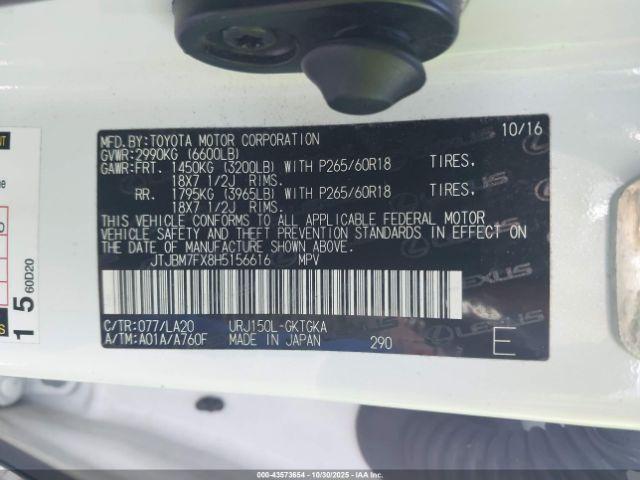 MFD. BY:TOYOTA MOTOR CORPORATION 10/16
GVWR:2990KG (6600LB)
GAWR:FRT. 1450KG (3200LB) WITH P265/60R18 TIRES,
18X7 1/2J RIMS.
RR. 1795KG (3965LB) WITH P265/60R18 TIRES,
18X7 1/2J RIMS.
THIS VEHICLE CONFORMS TO ALL APPLICABLE FEDERAL MOTOR
VEHICLE SAFETY AND THEFT PREVENTION STANDARDS IN EFFECT
ON THE DATE OF MANUFACTURE SHOWN ABOVE.
JTJBM7FX8H5156616 MPV
C/TR:077/LA20 URJ150L-GKTGKA
A/TM:A01A/A760F MADE IN JAPAN 290 E
LEXUS
15
60D20
000-43573654 - 10/30/2025 - IAA Inc.